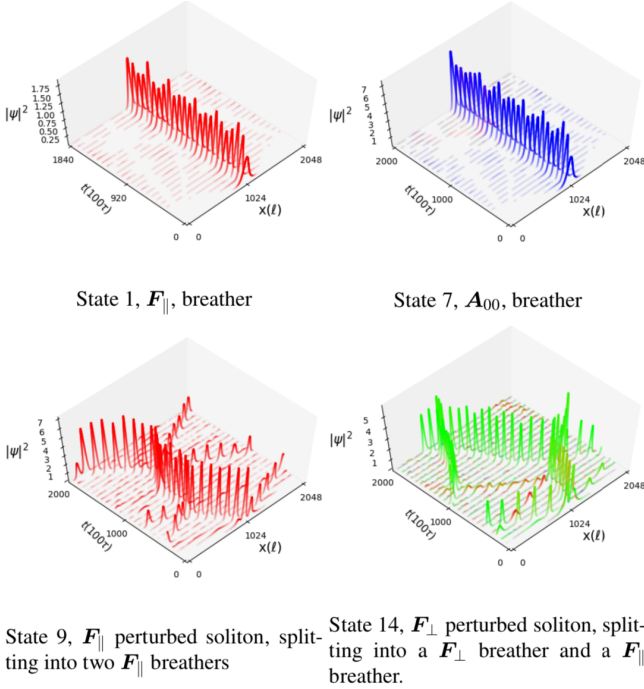 1.75
1.50
1.25
1.00
0.75
0.50
0.25
|ψ|²
1840
920
0
t(100τ)
0
1024
2048
x(ℓ)
7
6
5
4
3
2
1
|ψ|²
2000
1000
0
t(100τ)
0
1024
2048
x(ℓ)
State 1, F∥, breather
State 7, A₀₀, breather
7
6
5
4
3
2
1
|ψ|²
2000
1000
0
t(100τ)
0
1024
2048
x(ℓ)
5
4
3
2
1
|ψ|²
2000
1000
0
t(100τ)
0
1024
2048
x(ℓ)
State 9, F∥ perturbed soliton, split-
ting into two F∥ breathers
State 14, F⊥ perturbed soliton, split-
ting into a F⊥ breather and a F∥
breather.